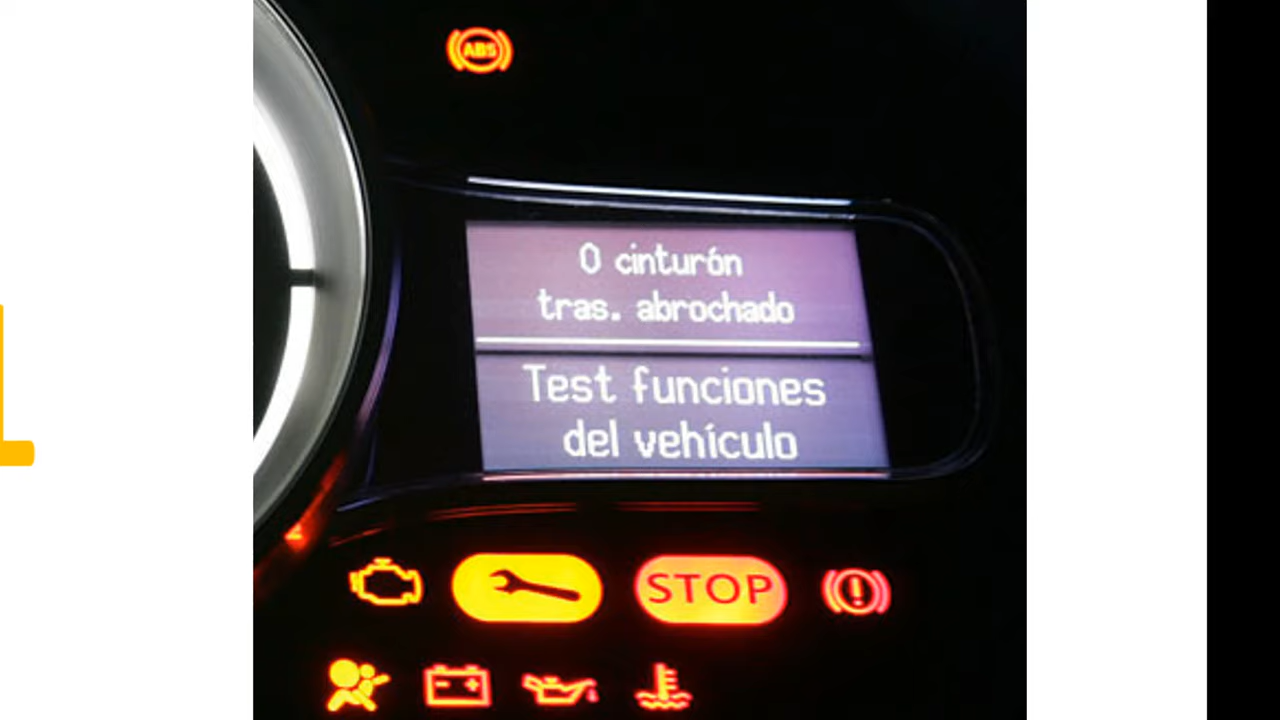 ABS
0 cinturón
tras. abrochado
Test funciones
del vehículo
STOP